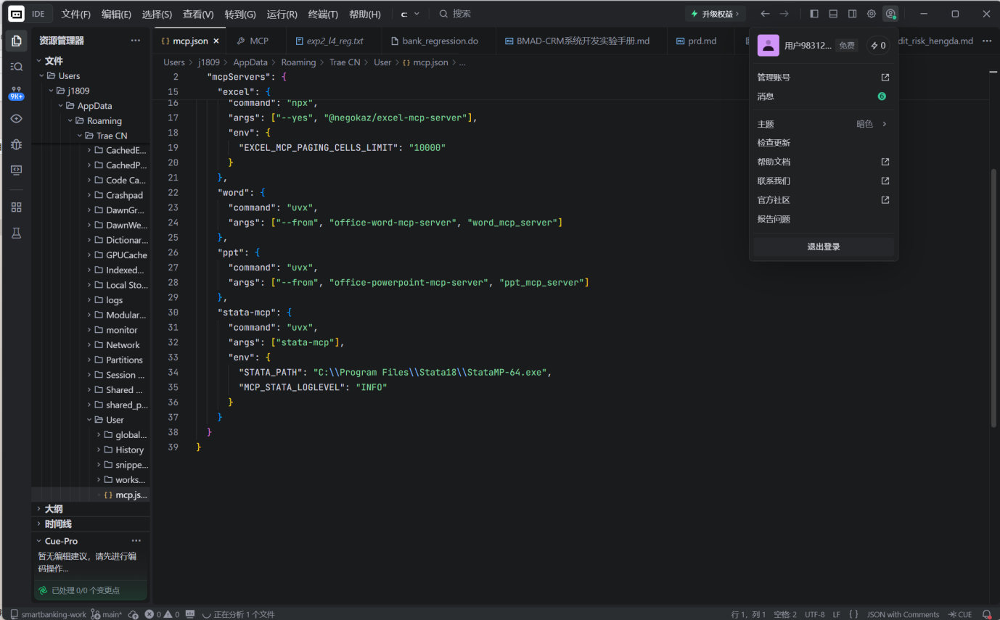 IDE 文件(F) 编辑(E) 选择(S) 查看(V) 转到(G) 运行(R) 终端(T) 帮助(H) c: 搜索 升级权益
资源管理器 ...
{} mcp.json × MCP exp2_l4_reg.txt bank_regression.do BMAD-CRM系统开发实验手册.md prd.md dit_risk_hengda.md ...
Users > j1809 > AppData > Roaming > Trae CN > User > {} mcp.json > ...
文件
Users
j1809
AppData
Roaming
Trae CN
CachedE...
CachedP...
Code Ca...
Crashpad
DawnGr...
DawnWe...
Dictionar...
GPUCache
Indexed...
Local Sto...
logs
Modular...
monitor
Network
Partitions
Session ...
Shared ...
shared_p...
User
global...
History
snippe...
works...
{} mcp.js...
大纲
时间线
Cue-Pro ...
暂无编辑建议，请先进行编
码操作...
已处理 0/0 个变更点
9K+
2 "mcpServers": {
15 "excel": {
16 "command": "npx",
17 "args": ["--yes", "@negokaz/excel-mcp-server"],
18 "env": {
19 "EXCEL_MCP_PAGING_CELLS_LIMIT": "10000"
20 }
21 },
22 "word": {
23 "command": "uvx",
24 "args": ["--from", "office-word-mcp-server", "word_mcp_server"]
25 },
26 "ppt": {
27 "command": "uvx",
28 "args": ["--from", "office-powerpoint-mcp-server", "ppt_mcp_server"]
29 },
30 "stata-mcp": {
31 "command": "uvx",
32 "args": ["stata-mcp"],
33 "env": {
34 "STATA_PATH": "C:\\Program Files\\Stata18\\StataMP-64.exe",
35 "MCP_STATA_LOGLEVEL": "INFO"
36 }
37 }
38 }
39 }
用户98312... 免费 0
管理账号
消息 6
主题 暗色
检查更新
帮助文档
联系我们
官方社区
报告问题
退出登录
smartbanking-work main* 0 0 正在分析 1 个文件 行 1，列 1 空格: 2 UTF-8 LF {} JSON with Comments CUE